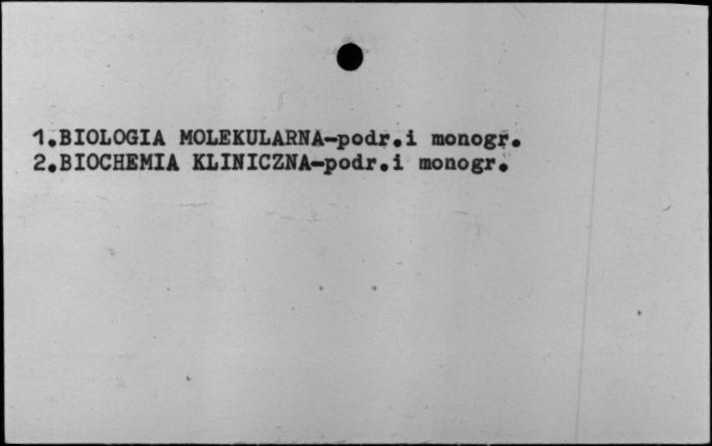 1.BIOLOGIA MOLEKULARNA-podr.i monogr.
2.BIOCHEMIA KLINICZNA-podr.i monogr.